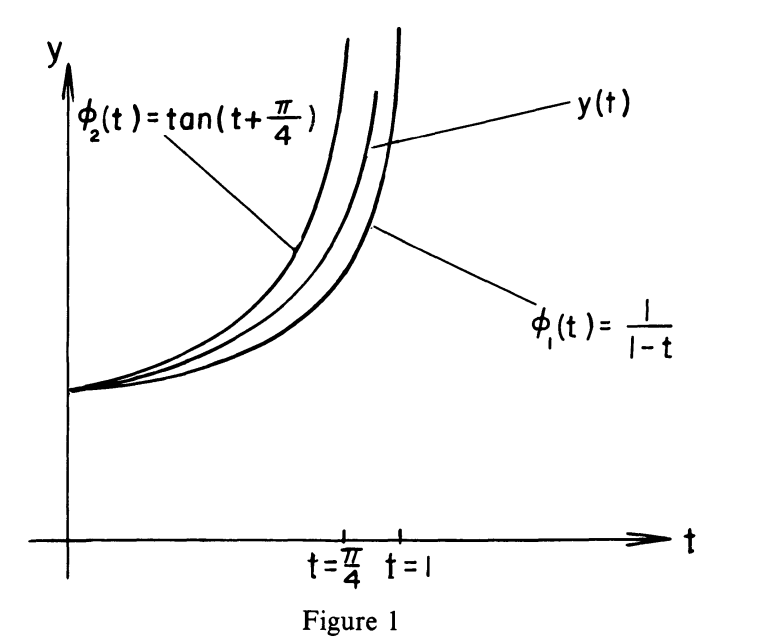 y
ϕ₂(t)=tan(t+π/4)
y(t)
ϕ₁(t)= 1/(1-t)
t
t=π/4 t=1
Figure 1